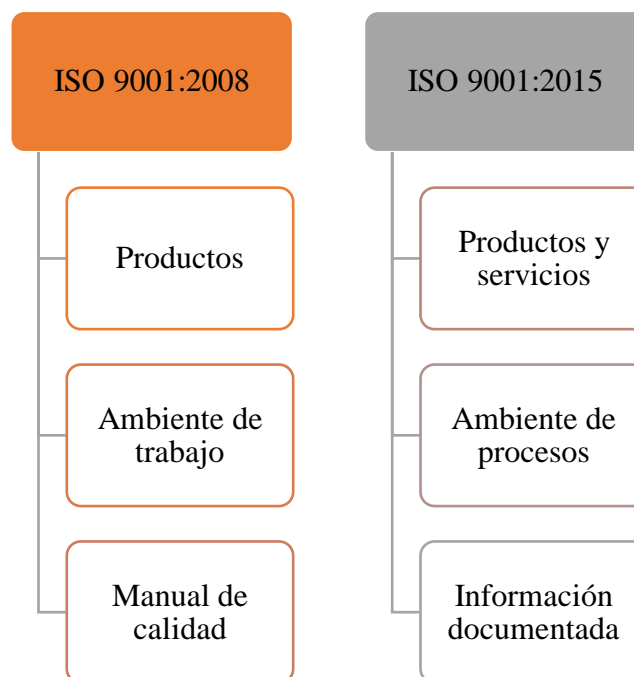 ISO 9001:2008
Productos
Ambiente de
trabajo
Manual de
calidad
ISO 9001:2015
Productos y
servicios
Ambiente de
procesos
Información
documentada